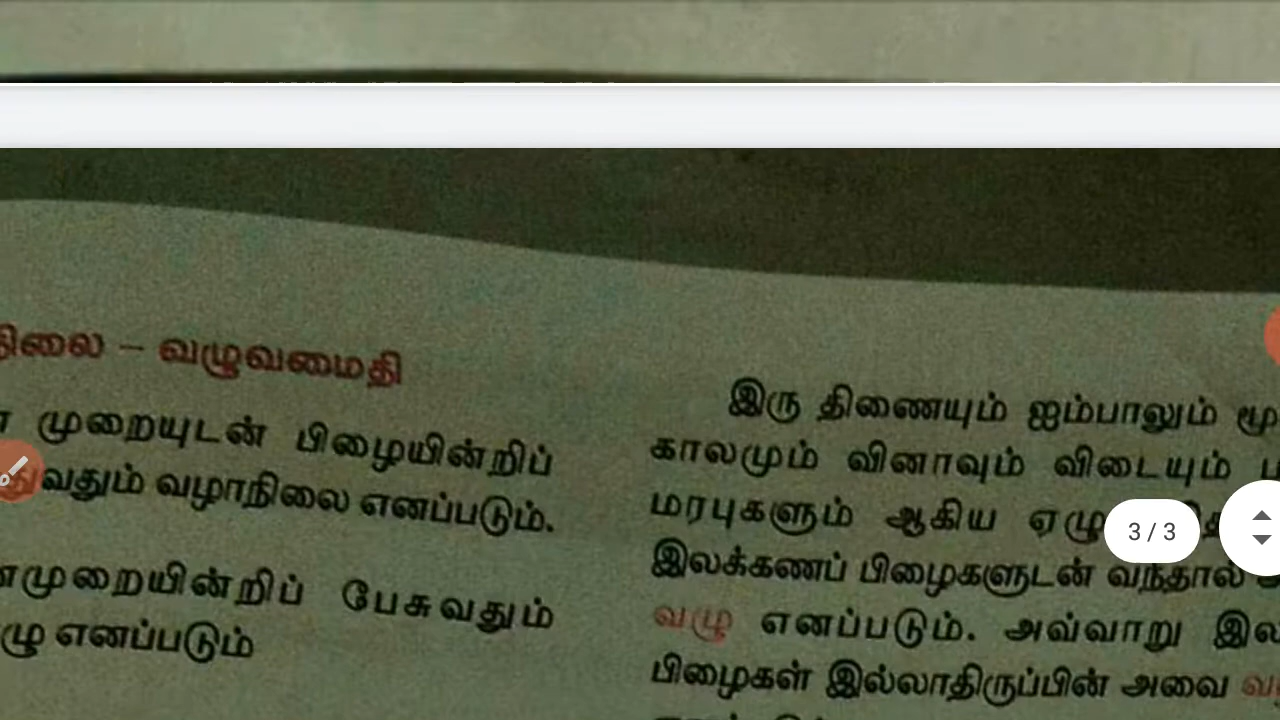 வழுவமைதி
முறையுடன் பிழையின்றிப்
வழாநிலை எனப்படும்.
பேசுவதும்
எனப்படும்
இரு திணையும் ஐம்பாலும்
காலமும் வினாவும் விடையும்
மரபுகளும் ஆகிய ஏழு
இலக்கணப் பிழைகளுடன் வந்தால்
வழு எனப்படும். அவ்வாறு
பிழைகள் இல்லாதிருப்பின் அவை
3 / 3